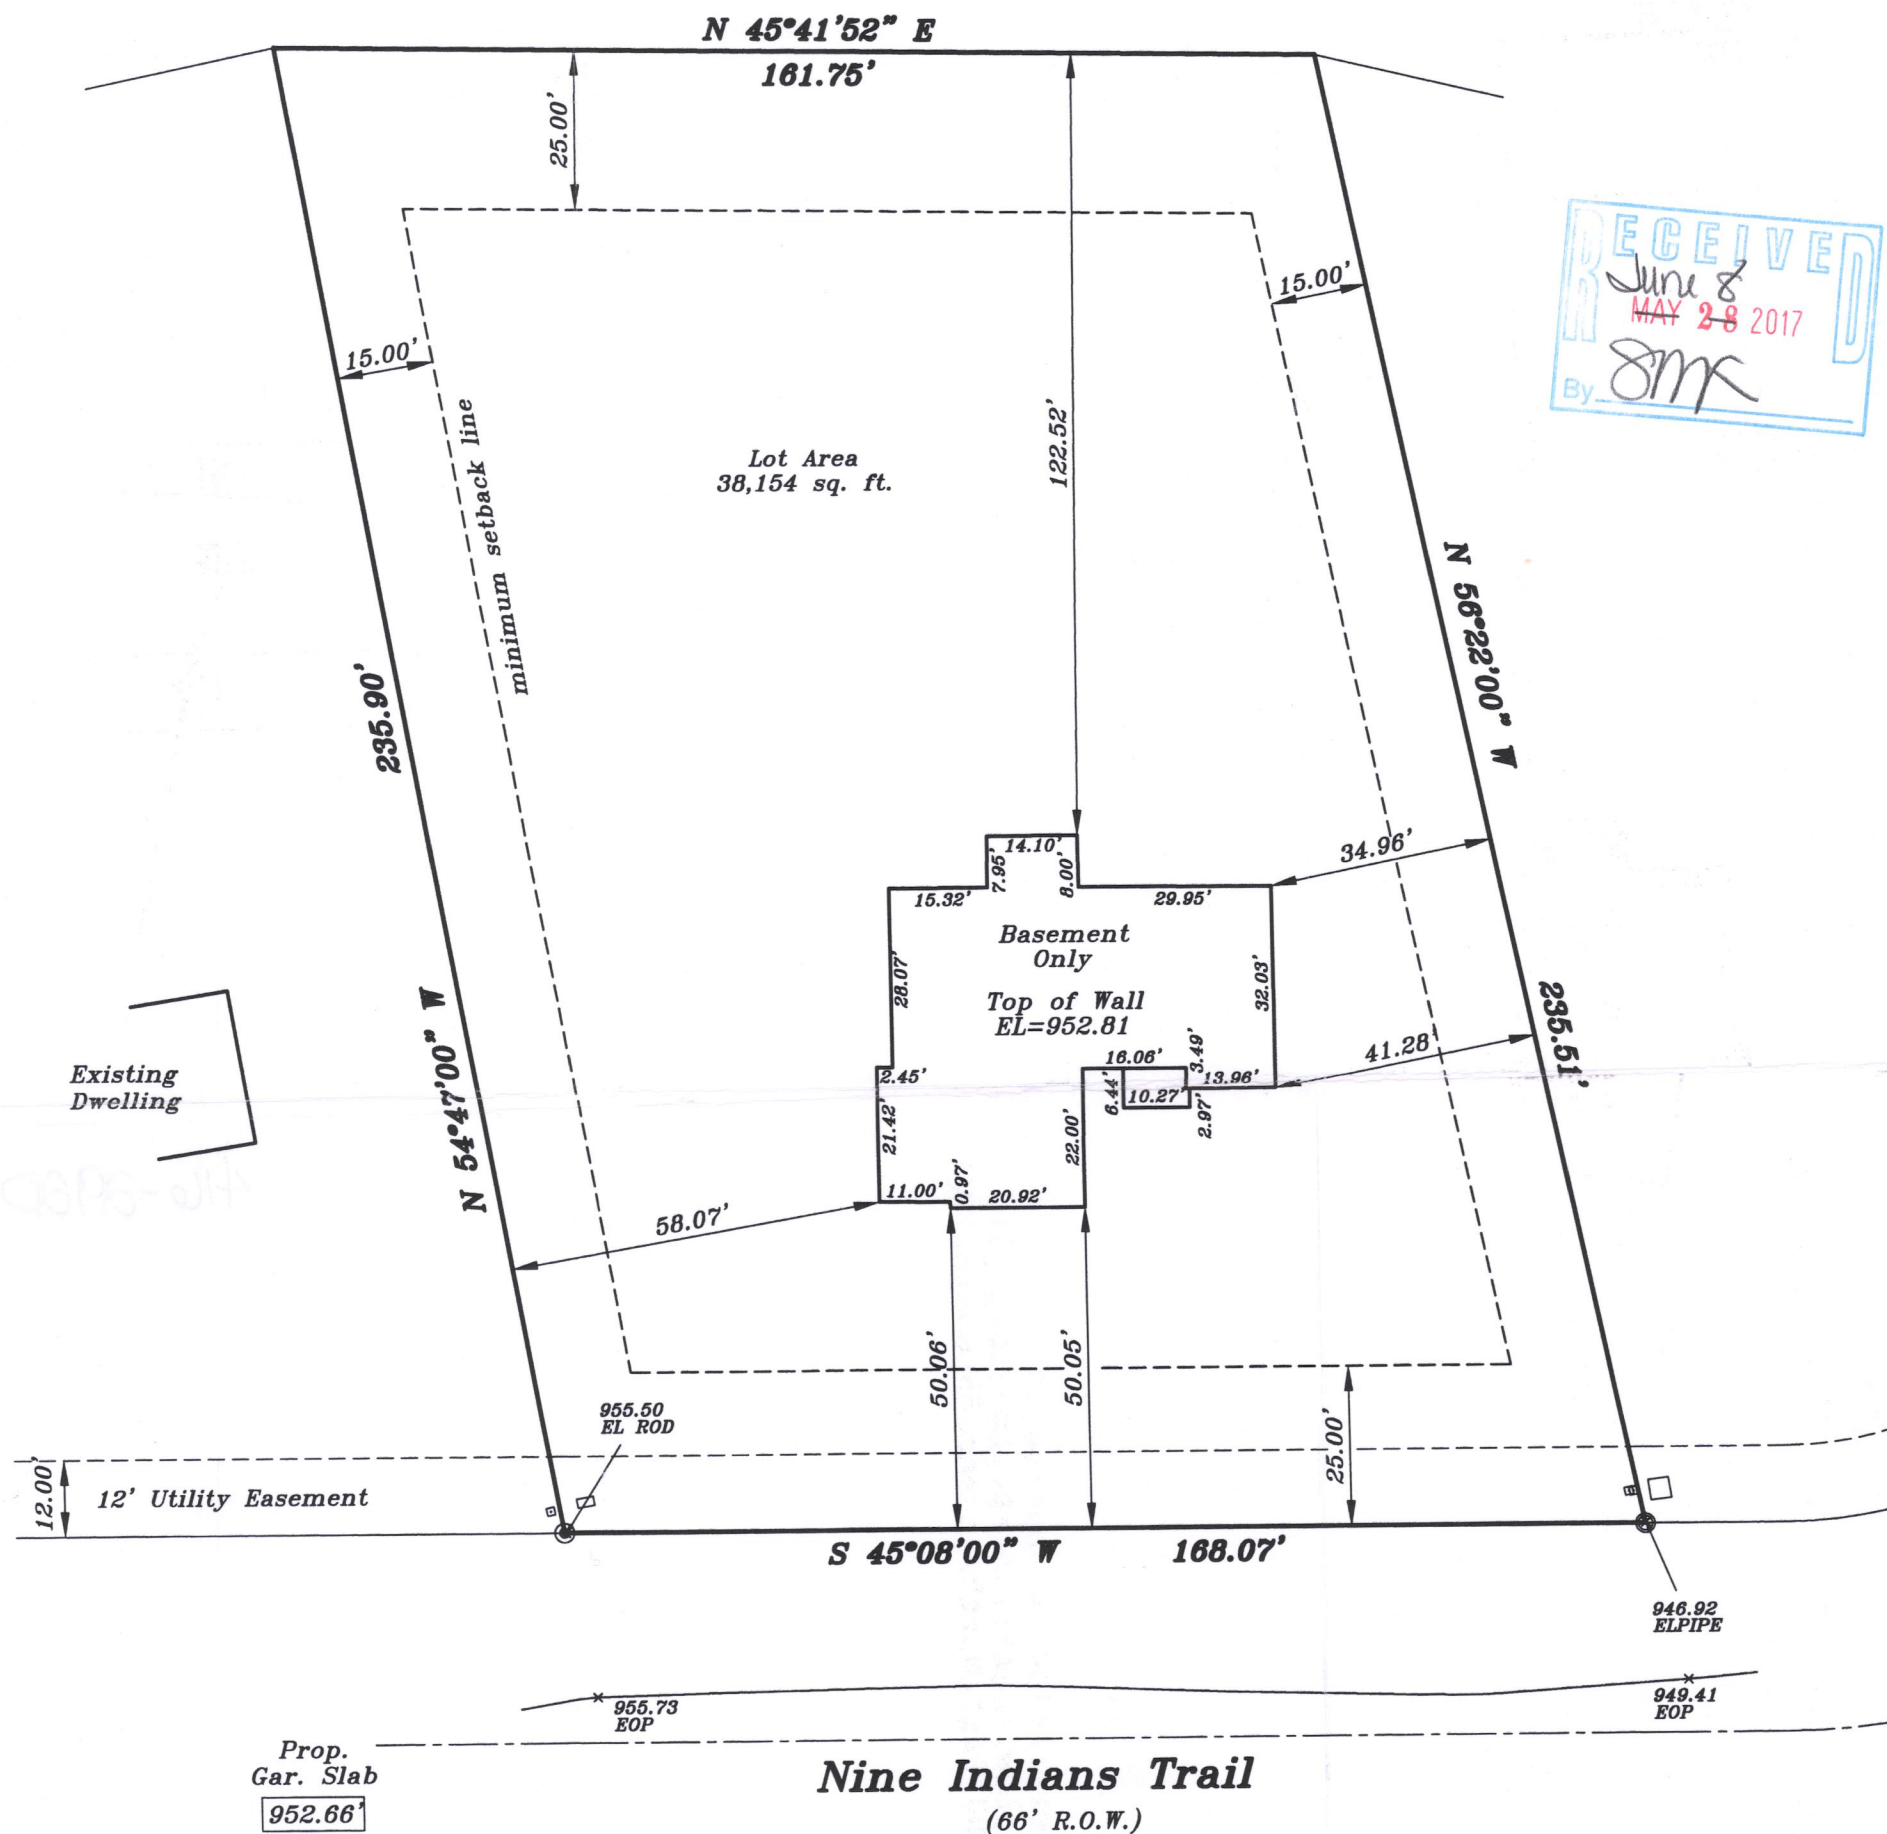 N 45°41'52" E
161.75'
25.00'
RECEIVED
June 8
MAY 28 2017
By SMK
15.00'
15.00'
minimum setback line
122.52'
Lot Area
38,154 sq. ft.
N 56°22'00" W
235.51'
235.90'
N 54°47'00" W
34.96'
14.10'
7.95'
8.00'
15.32'
29.95'
Basement
Only
28.07'
32.03'
Top of Wall
EL=952.81
41.28'
16.06'
3.49'
2.45'
6.44'
10.27'
13.96'
2.97'
21.42'
22.00'
Existing
Dwelling
11.00'
0.97'
20.92'
58.07'
50.06'
50.05'
25.00'
955.50
EL ROD
12.00'
12' Utility Easement
S 45°08'00" W
168.07'
946.92
ELPIPE
955.73
EOP
949.41
EOP
Prop.
Gar. Slab
952.66'
Nine Indians Trail
(66' R.O.W.)